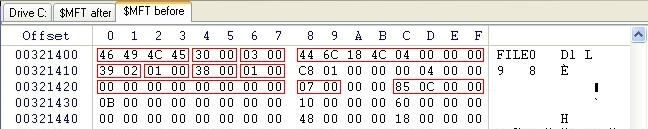 Drive C: $MFT after $MFT before
Offset 0 1 2 3 4 5 6 7 8 9 A B C D E F
00321400 46 49 4C 45 30 00 03 00 44 6C 18 4C 04 00 00 00 FILE0 Dl L
00321410 39 02 01 00 38 00 01 00 C8 01 00 00 00 04 00 00 9 8 È
00321420 00 00 00 00 00 00 00 00 07 00 00 00 85 0C 00 00
00321430 0B 00 00 00 00 00 00 00 10 00 00 00 60 00 00 00 `
00321440 00 00 00 00 00 00 00 00 48 00 00 00 18 00 00 00 H